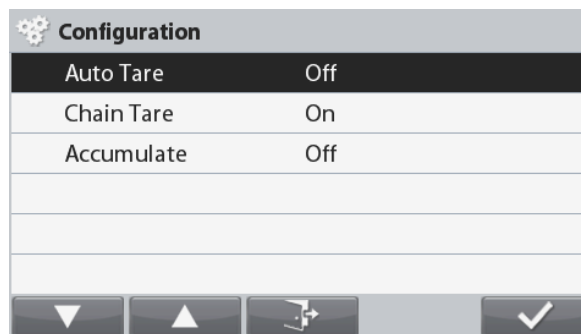 Configuration
Auto Tare Off
Chain Tare On
Accumulate Off